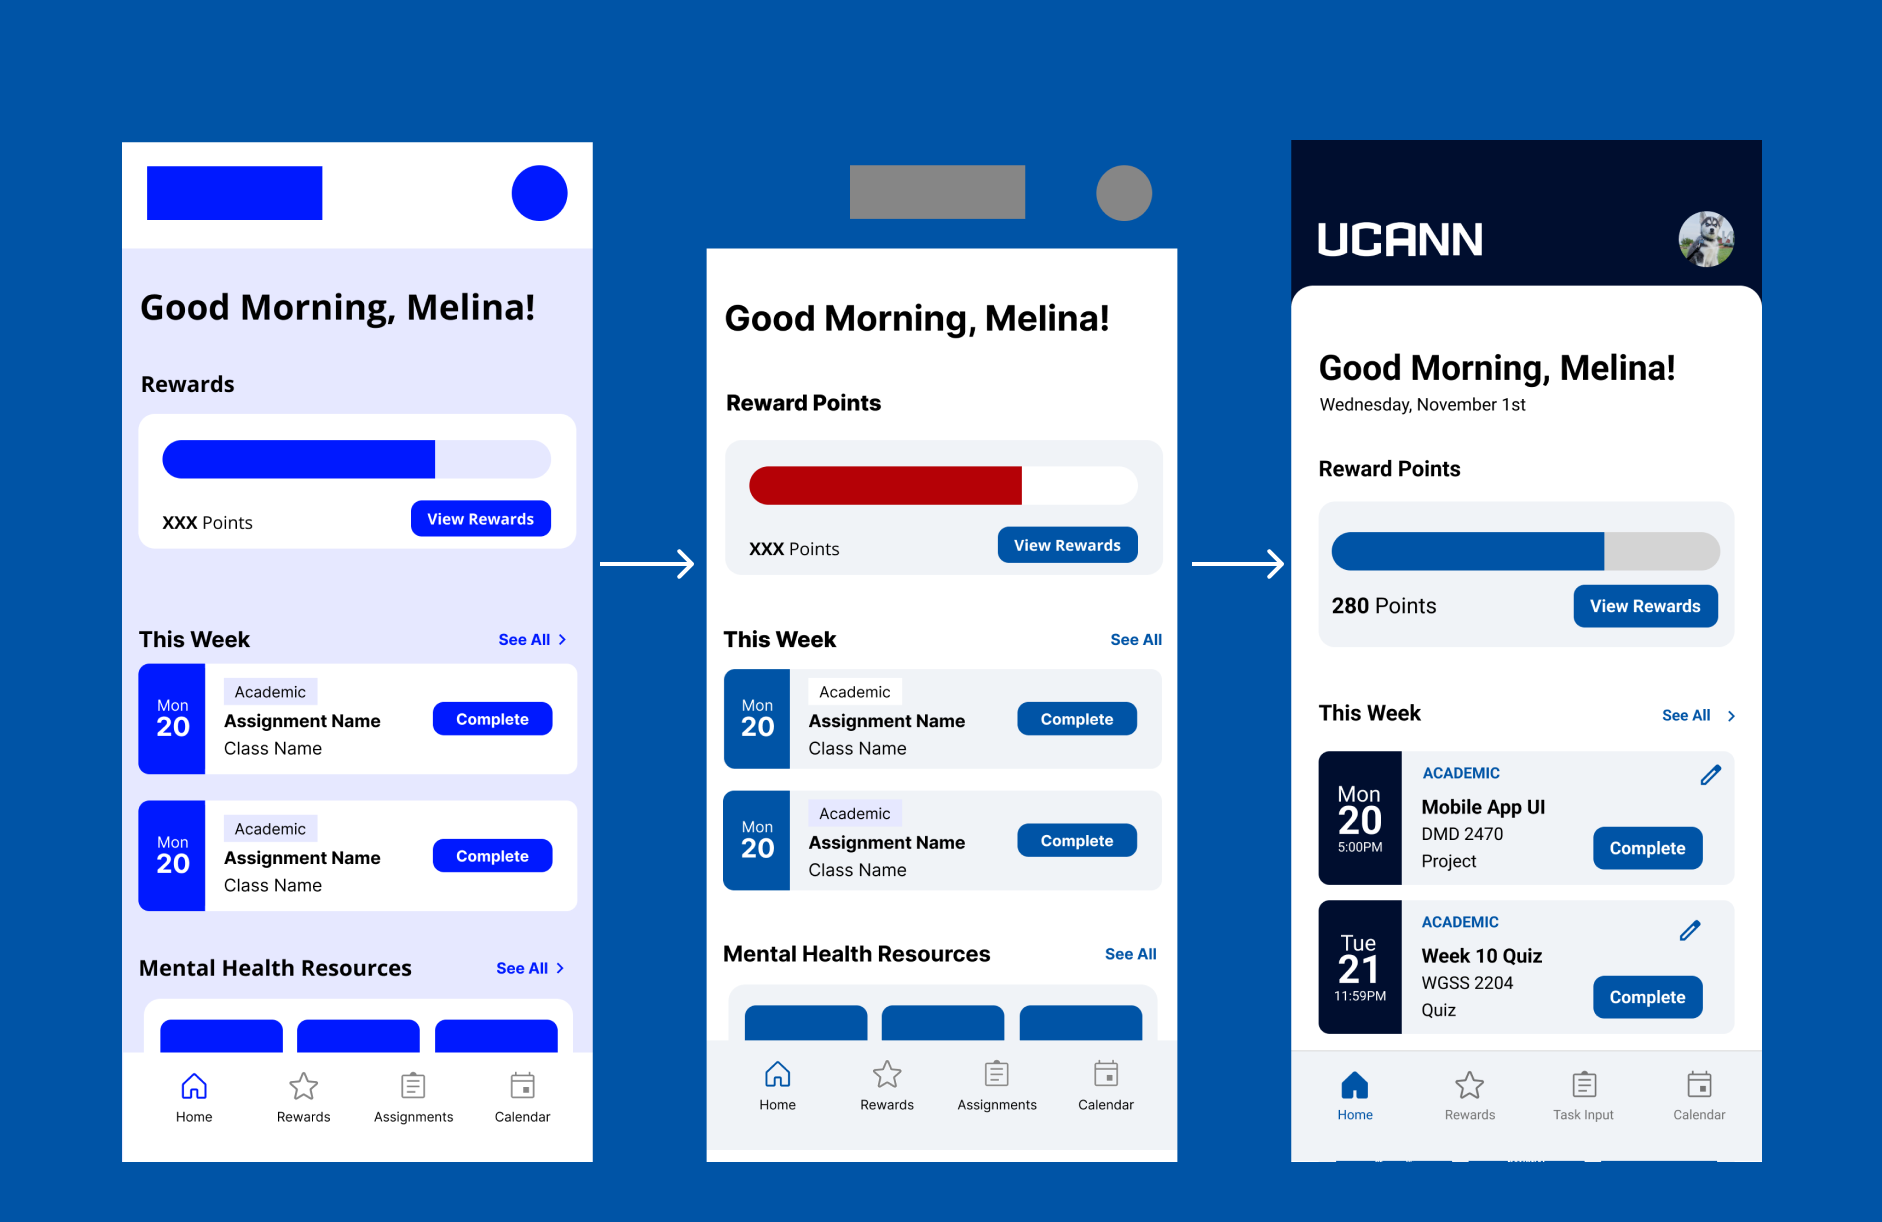 Good Morning, Melina!
Rewards
XXX Points
View Rewards
This Week
See All
Mon
20
Academic
Assignment Name
Class Name
Complete
Mon
20
Academic
Assignment Name
Class Name
Complete
Mental Health Resources
See All
Home
Rewards
Assignments
Calendar
Good Morning, Melina!
Reward Points
XXX Points
View Rewards
This Week
See All
Mon
20
Academic
Assignment Name
Class Name
Complete
Mon
20
Academic
Assignment Name
Class Name
Complete
Mental Health Resources
See All
Home
Rewards
Assignments
Calendar
UCANN
Good Morning, Melina!
Wednesday, November 1st
Reward Points
280 Points
View Rewards
This Week
See All
Mon
20
5:00PM
ACADEMIC
Mobile App UI
DMD 2470
Project
Complete
Tue
21
11:59PM
ACADEMIC
Week 10 Quiz
WGSS 2204
Quiz
Complete
Home
Rewards
Task Input
Calendar